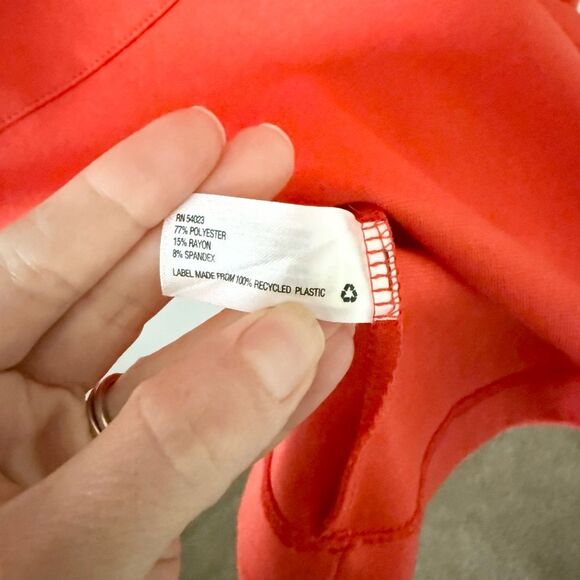 RN 54023
77% POLYESTER
15% RAYON
8% SPANDEX
LABEL MADE FROM 100% RECYCLED PLASTIC